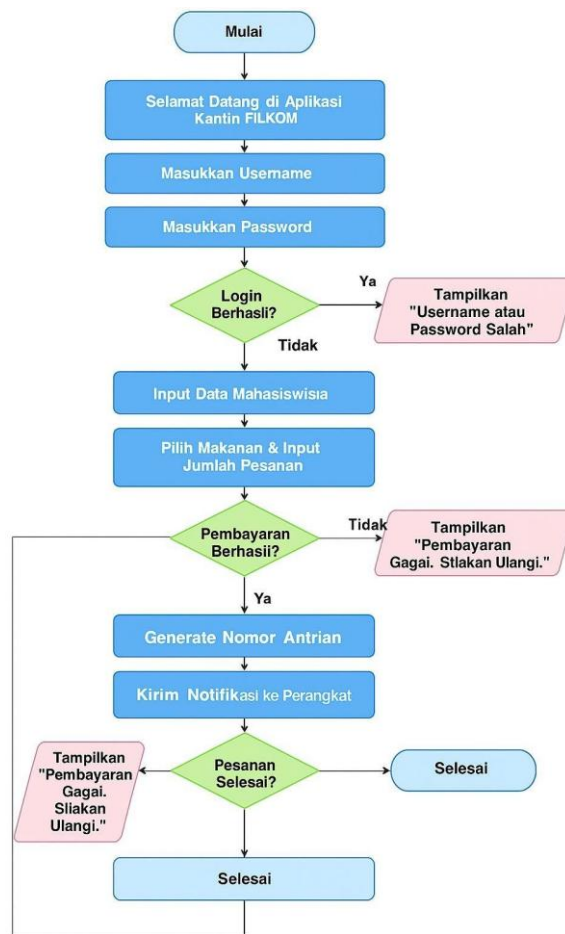 Mulai
Selamat Datang di Aplikasi
Kantin FILKOM
Masukkan Username
Masukkan Password
Login
Berhasli?
Ya
Tampilkan
"Username atau
Password Salah”
Tidak
Input Data Mahasiswisıa
Pilih Makanan & Input
Jumlah Pesanan
Pembayaran
Berhasii?
Tidak
Tampilkan
"Pembayaran
Gagai. Stlakan Ulangi."
Ya
Generate Nomor Antrian
Kirim Notifikasi ke Perangkat
Tampilkan
"Pembayaran
Gagai.
Sliakan
Ulangi."
Pesanan
Selesai?
Selesai
Selesai